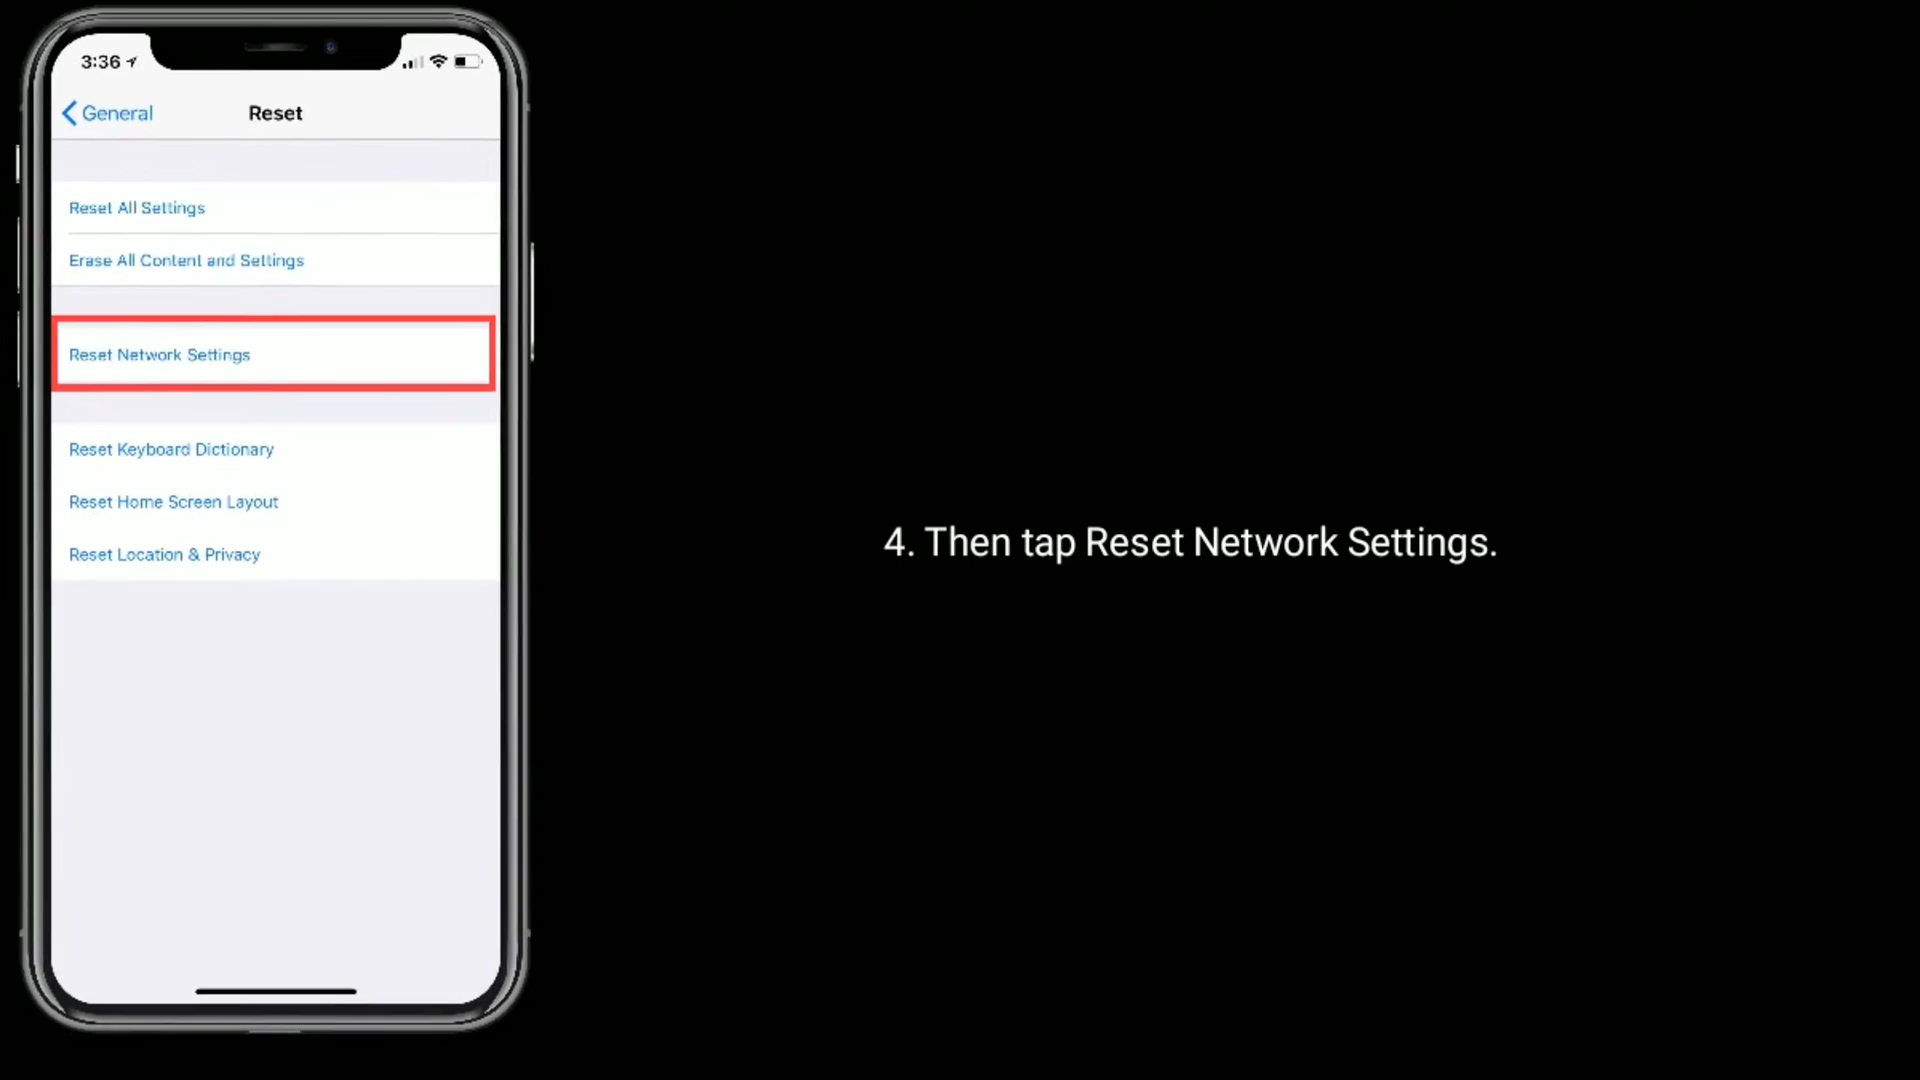 3:36
General
Reset
Reset All Settings
Erase All Content and Settings
Reset Network Settings
Reset Keyboard Dictionary
Reset Home Screen Layout
Reset Location & Privacy
4. Then tap Reset Network Settings.